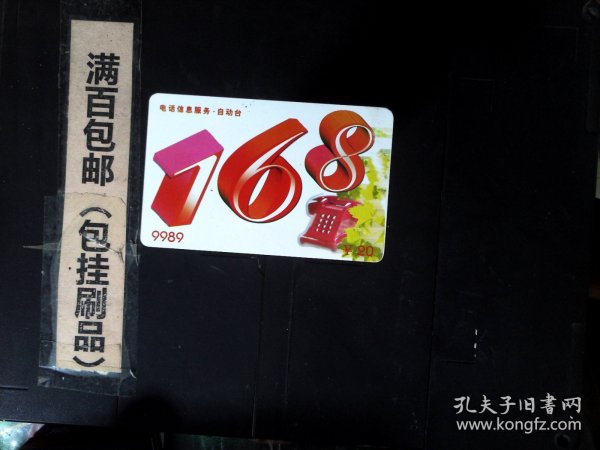 满百包邮（包挂刷品）
电话信息服务·自动台
168
9989
¥20
孔夫子旧书网
www.kongfz.com